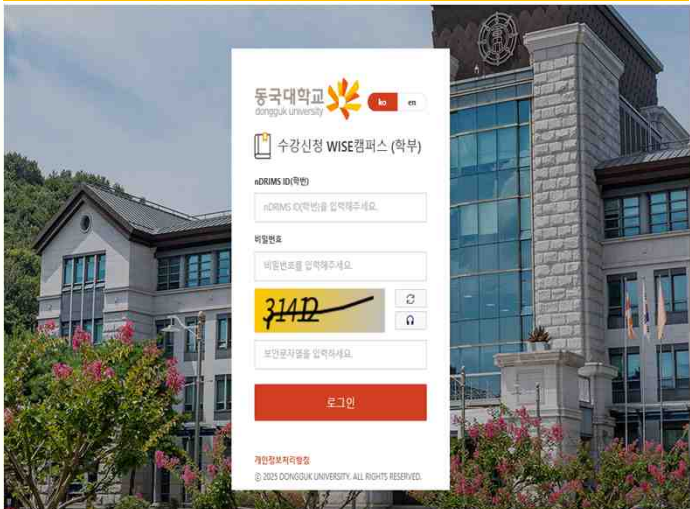 동국대학교
dongguk university
ko en
수강신청 WISE캠퍼스 (학부)
nDRIMS ID(학번)
nDRIMS ID(학번)을 입력해주세요.
비밀번호
비밀번호를 입력해주세요.
31412
보안문자열을 입력하세요.
로그인
개인정보처리방침
© 2025 DONGGUK UNIVERSITY. ALL RIGHTS RESERVED.